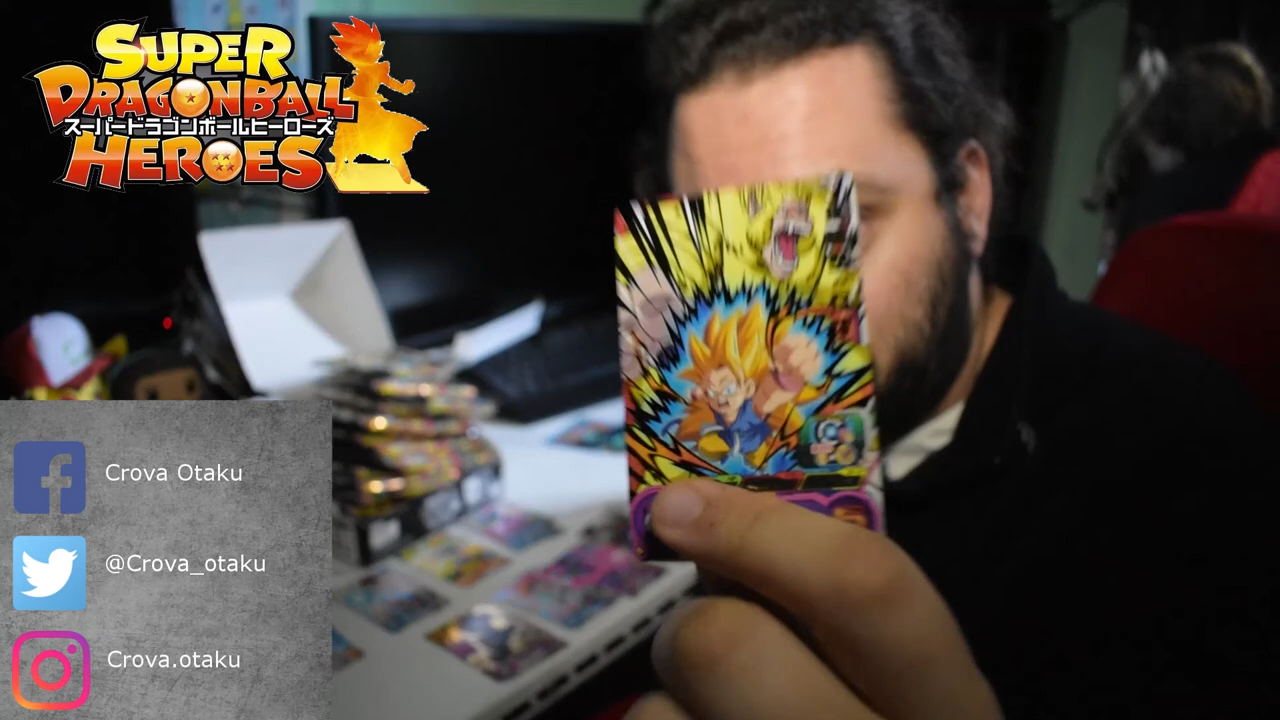 SUPER
DRAGONBALL
スーパードラゴンボールヒーローズ
HEROES
Crova Otaku
@Crova_otaku
Crova.otaku